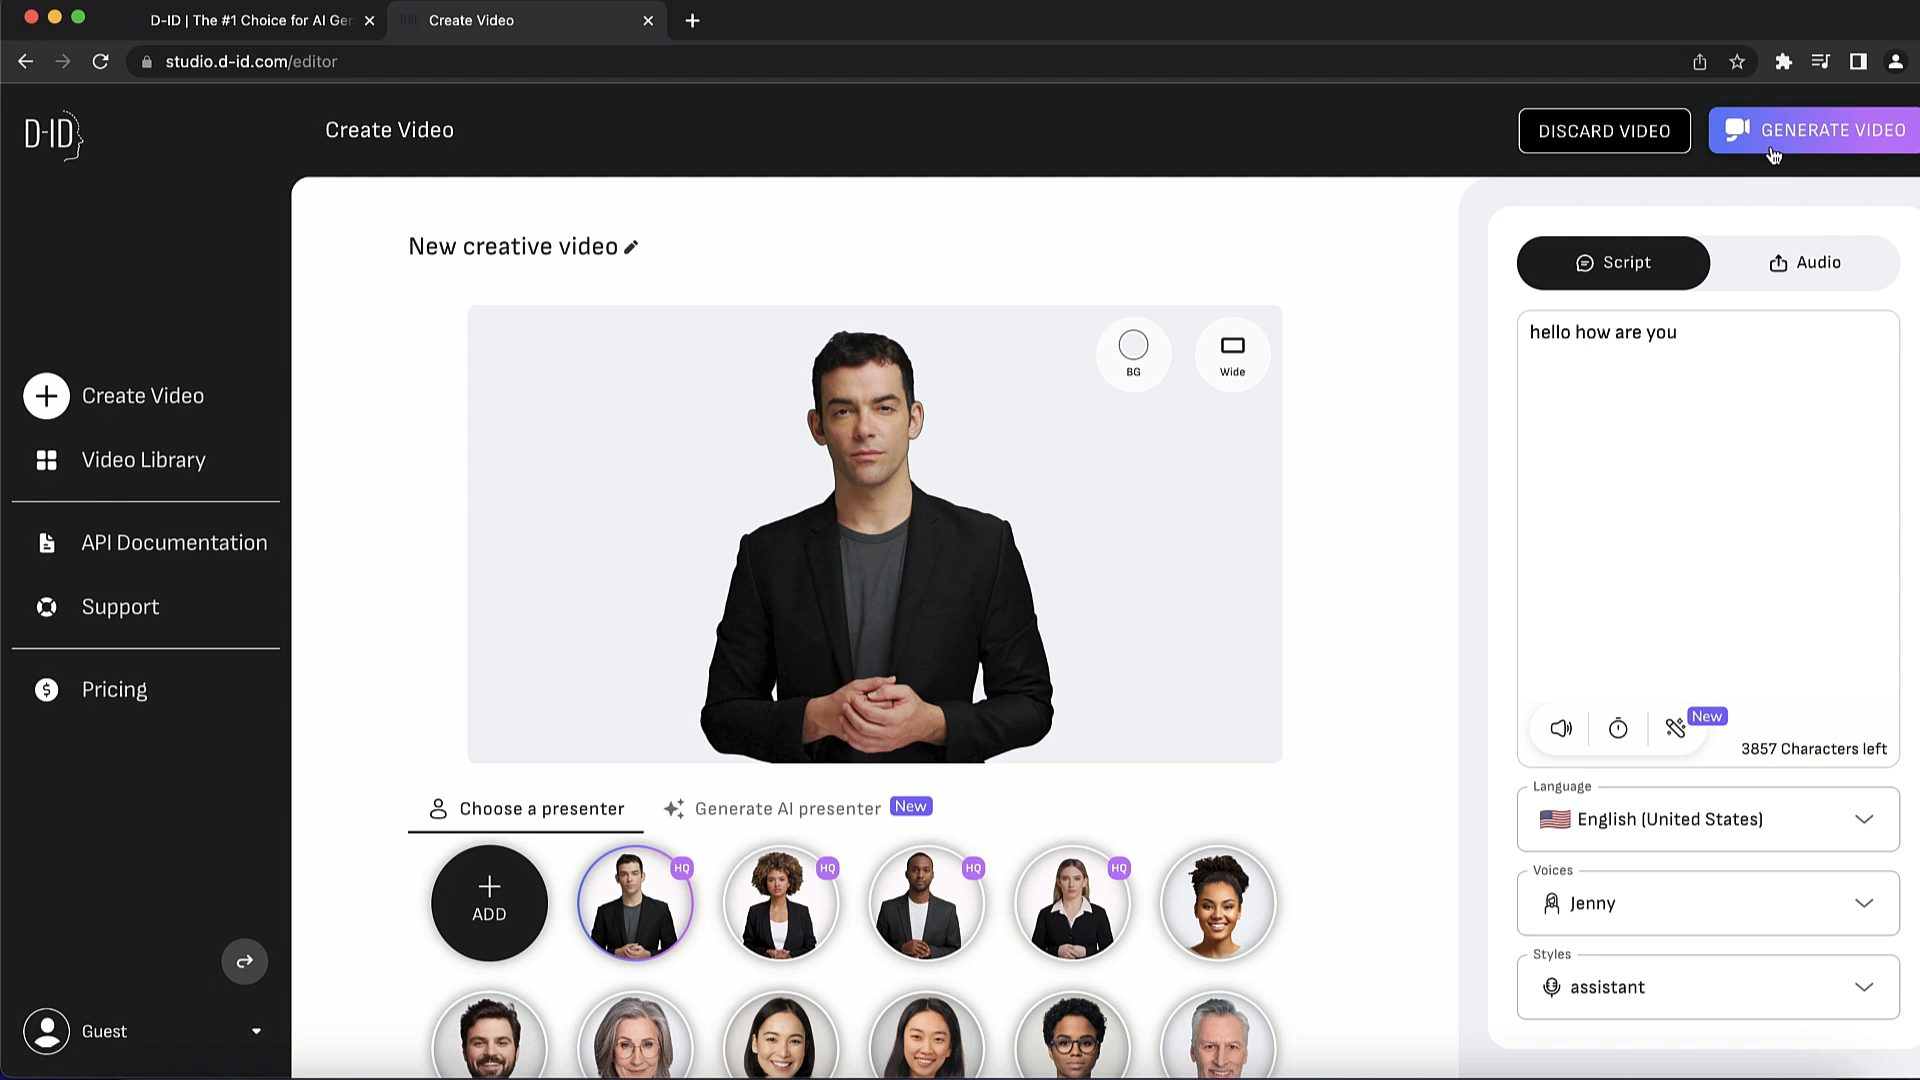 D-ID | The #1 Choice for AI Gen
Create Video
studio.d-id.com/editor
D-ID
Create Video
DISCARD VIDEO
GENERATE VIDEO
New creative video
Script
Audio
hello how are you
BG
Wide
Create Video
Video Library
API Documentation
Support
Pricing
New
3857 Characters left
Language
English (United States)
Choose a presenter
Generate AI presenter
New
Voices
Jenny
ADD
HQ
HQ
HQ
HQ
Styles
assistant
Guest